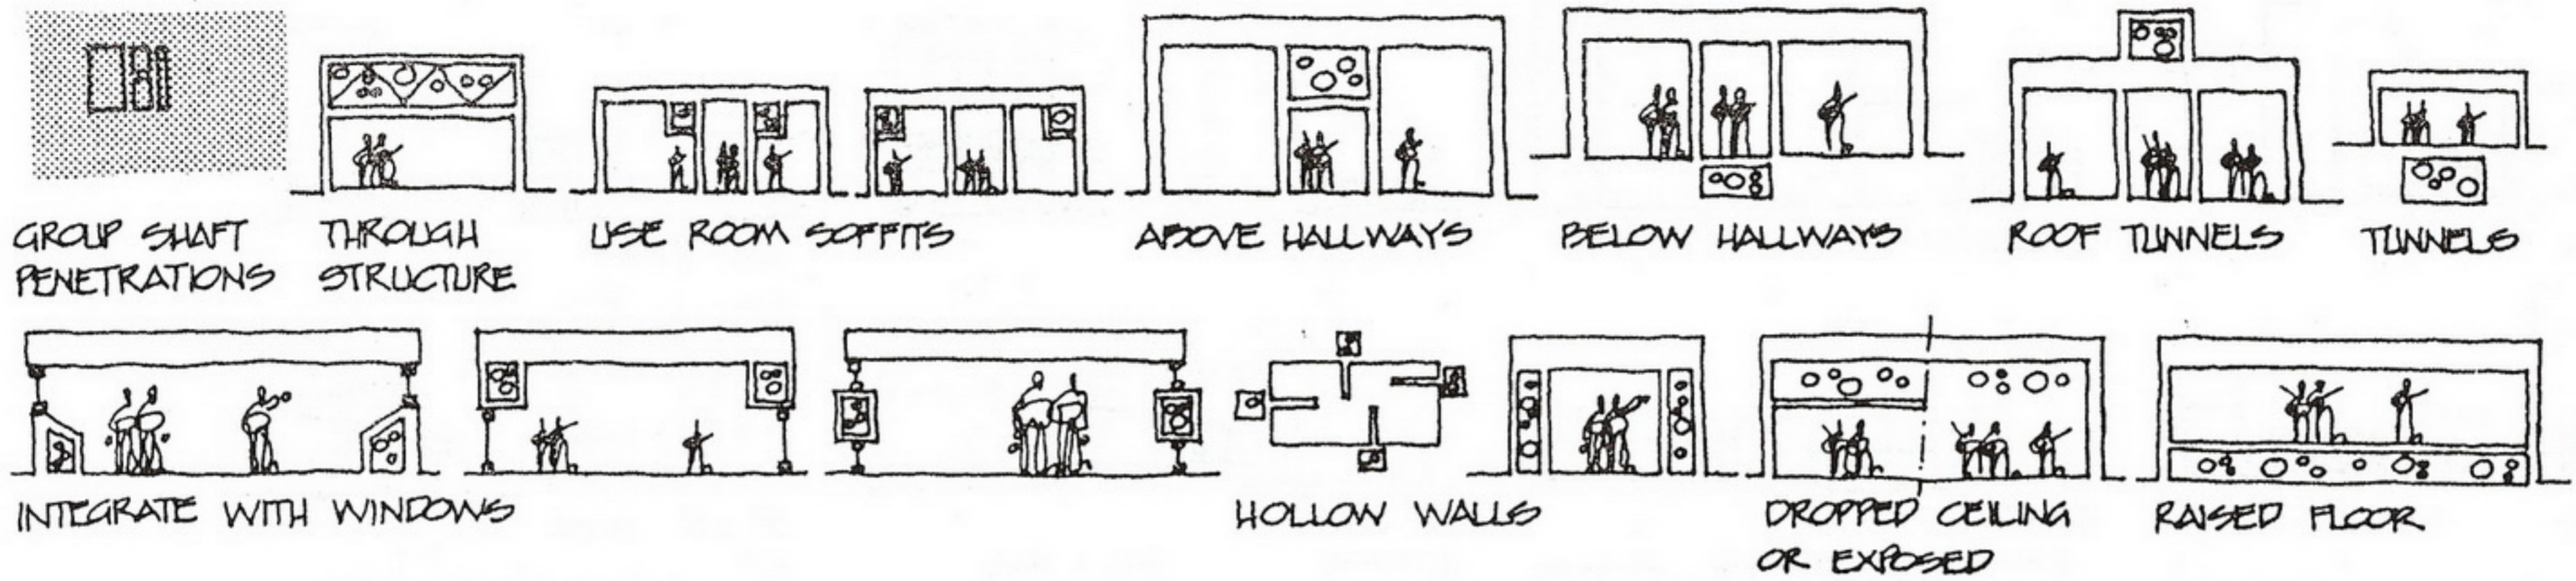 GROUP SHAFT
PENETRATIONS
THROUGH
STRUCTURE
USE ROOM SOFFITS
ABOVE HALLWAYS
BELOW HALLWAYS
ROOF TUNNELS
TUNNELS
INTEGRATE WITH WINDOWS
HOLLOW WALLS
DROPPED CEILING
OR EXPOSED
RAISED FLOOR